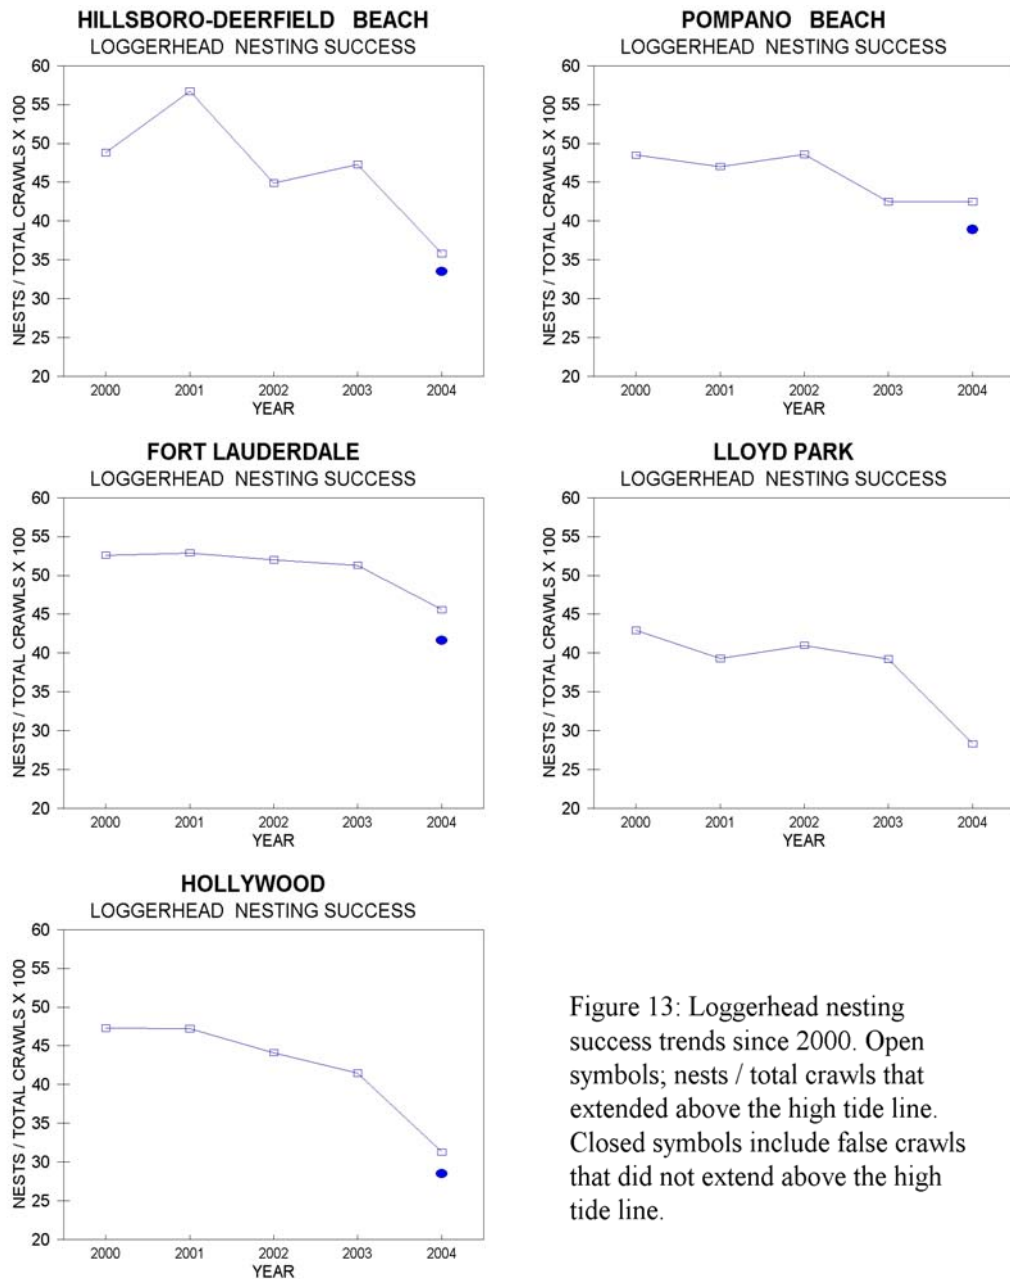 HILLSBORO-DEERFIELD BEACH
LOGGERHEAD NESTING SUCCESS
NESTS / TOTAL CRAWLS X 100
60
55
50
45
40
35
30
25
20
2000 2001 2002 2003 2004
YEAR
POMPANO BEACH
LOGGERHEAD NESTING SUCCESS
NESTS / TOTAL CRAWLS X 100
60
55
50
45
40
35
30
25
20
2000 2001 2002 2003 2004
YEAR
FORT LAUDERDALE
LOGGERHEAD NESTING SUCCESS
NESTS / TOTAL CRAWLS X 100
60
55
50
45
40
35
30
25
20
2000 2001 2002 2003 2004
YEAR
LLOYD PARK
LOGGERHEAD NESTING SUCCESS
NESTS / TOTAL CRAWLS X 100
60
55
50
45
40
35
30
25
20
2000 2001 2002 2003 2004
YEAR
HOLLYWOOD
LOGGERHEAD NESTING SUCCESS
NESTS / TOTAL CRAWLS X 100
60
55
50
45
40
35
30
25
20
2000 2001 2002 2003 2004
YEAR
Figure 13: Loggerhead nesting
success trends since 2000. Open
symbols; nests / total crawls that
extended above the high tide line.
Closed symbols include false crawls
that did not extend above the high
tide line.